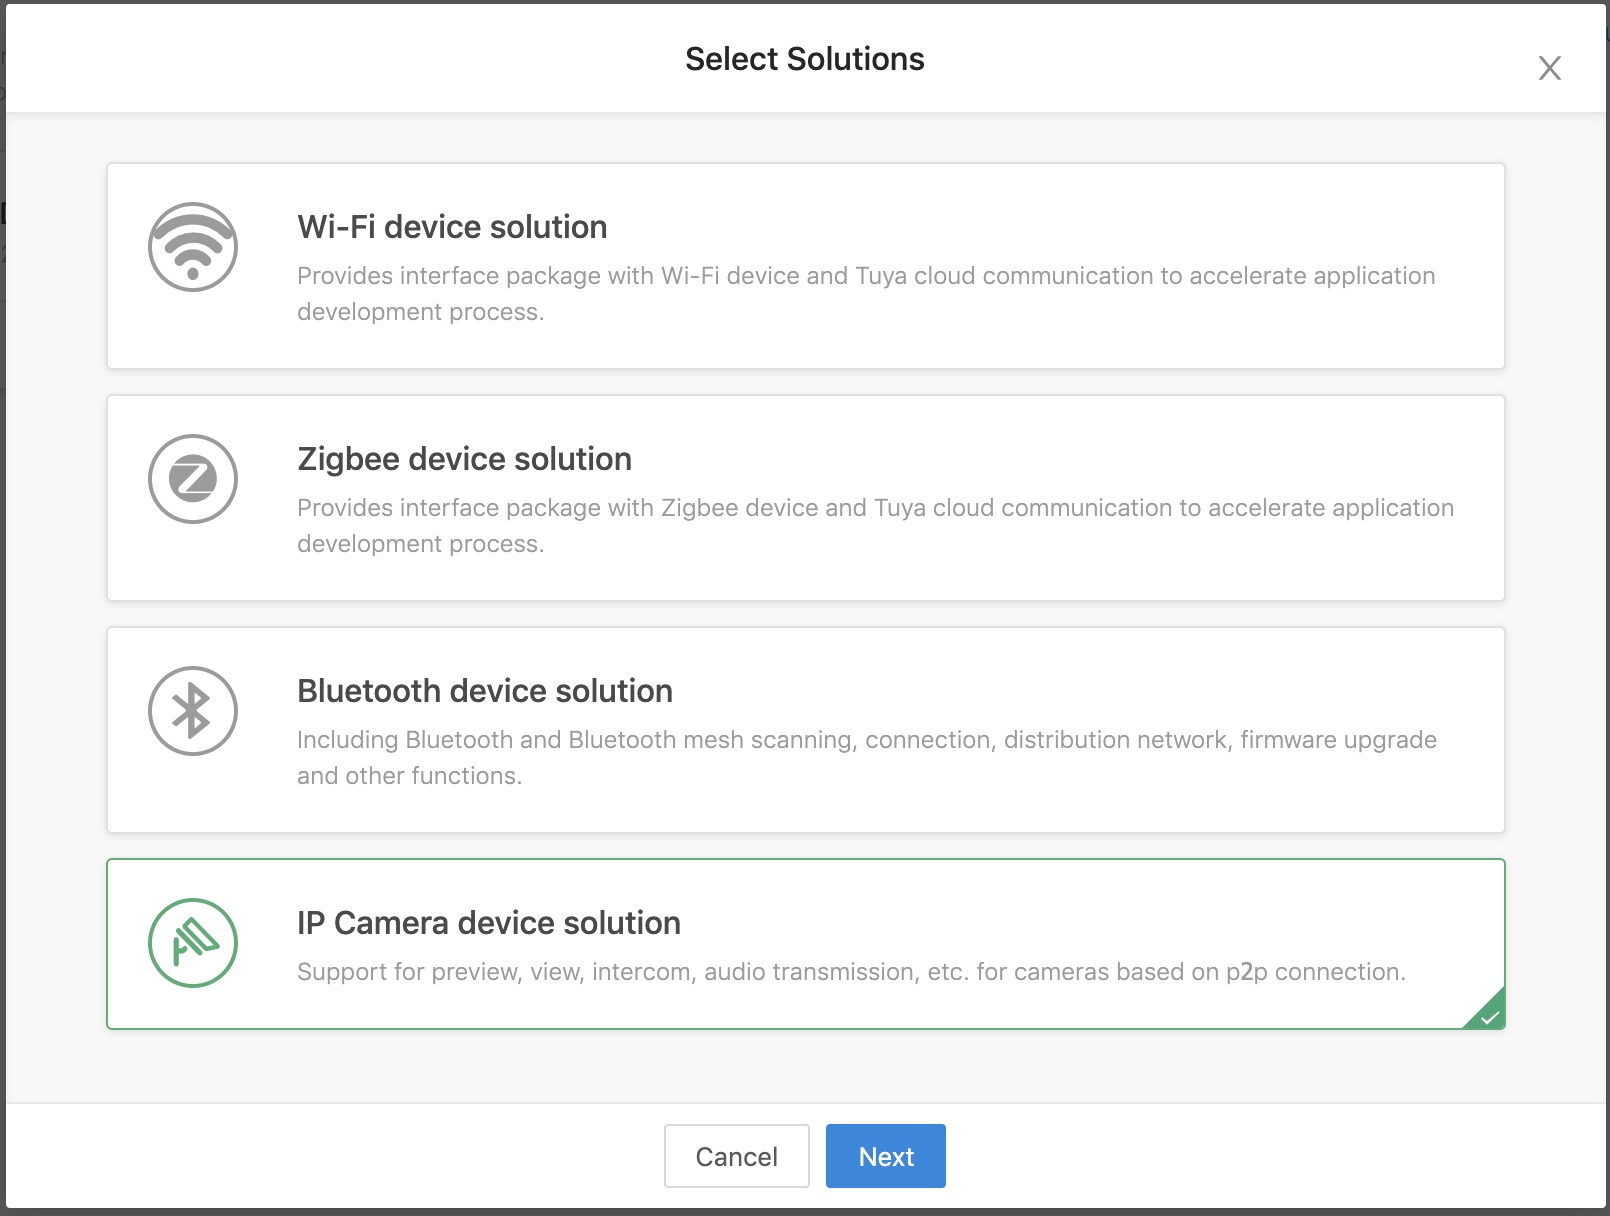 Select Solutions
X
Wi-Fi device solution
Provides interface package with Wi-Fi device and Tuya cloud communication to accelerate application
development process.
Zigbee device solution
Provides interface package with Zigbee device and Tuya cloud communication to accelerate application
development process.
Bluetooth device solution
Including Bluetooth and Bluetooth mesh scanning, connection, distribution network, firmware upgrade
and other functions.
IP Camera device solution
Support for preview, view, intercom, audio transmission, etc. for cameras based on p2p connection.
Cancel Next